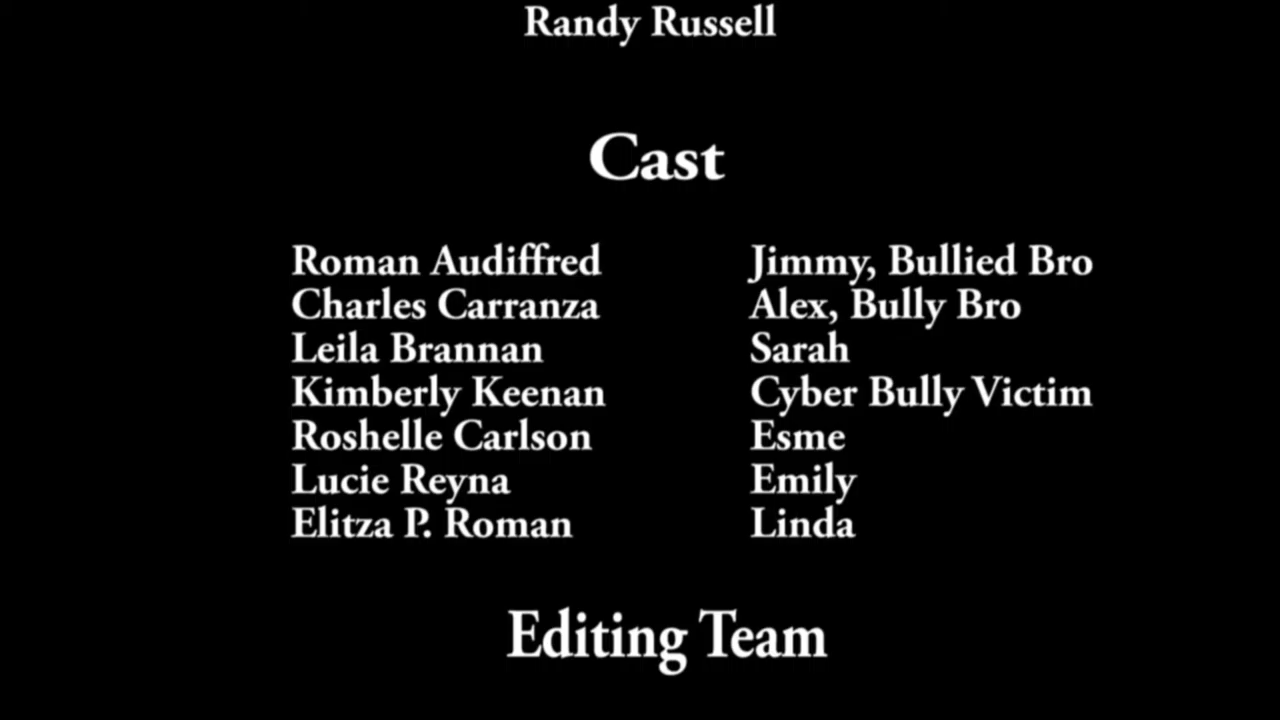 Randy Russell
Cast
Roman Audiffred Jimmy, Bullied Bro
Charles Carranza Alex, Bully Bro
Leila Brannan Sarah
Kimberly Keenan Cyber Bully Victim
Roshelle Carlson Esme
Lucie Reyna Emily
Elitza P. Roman Linda
Editing Team